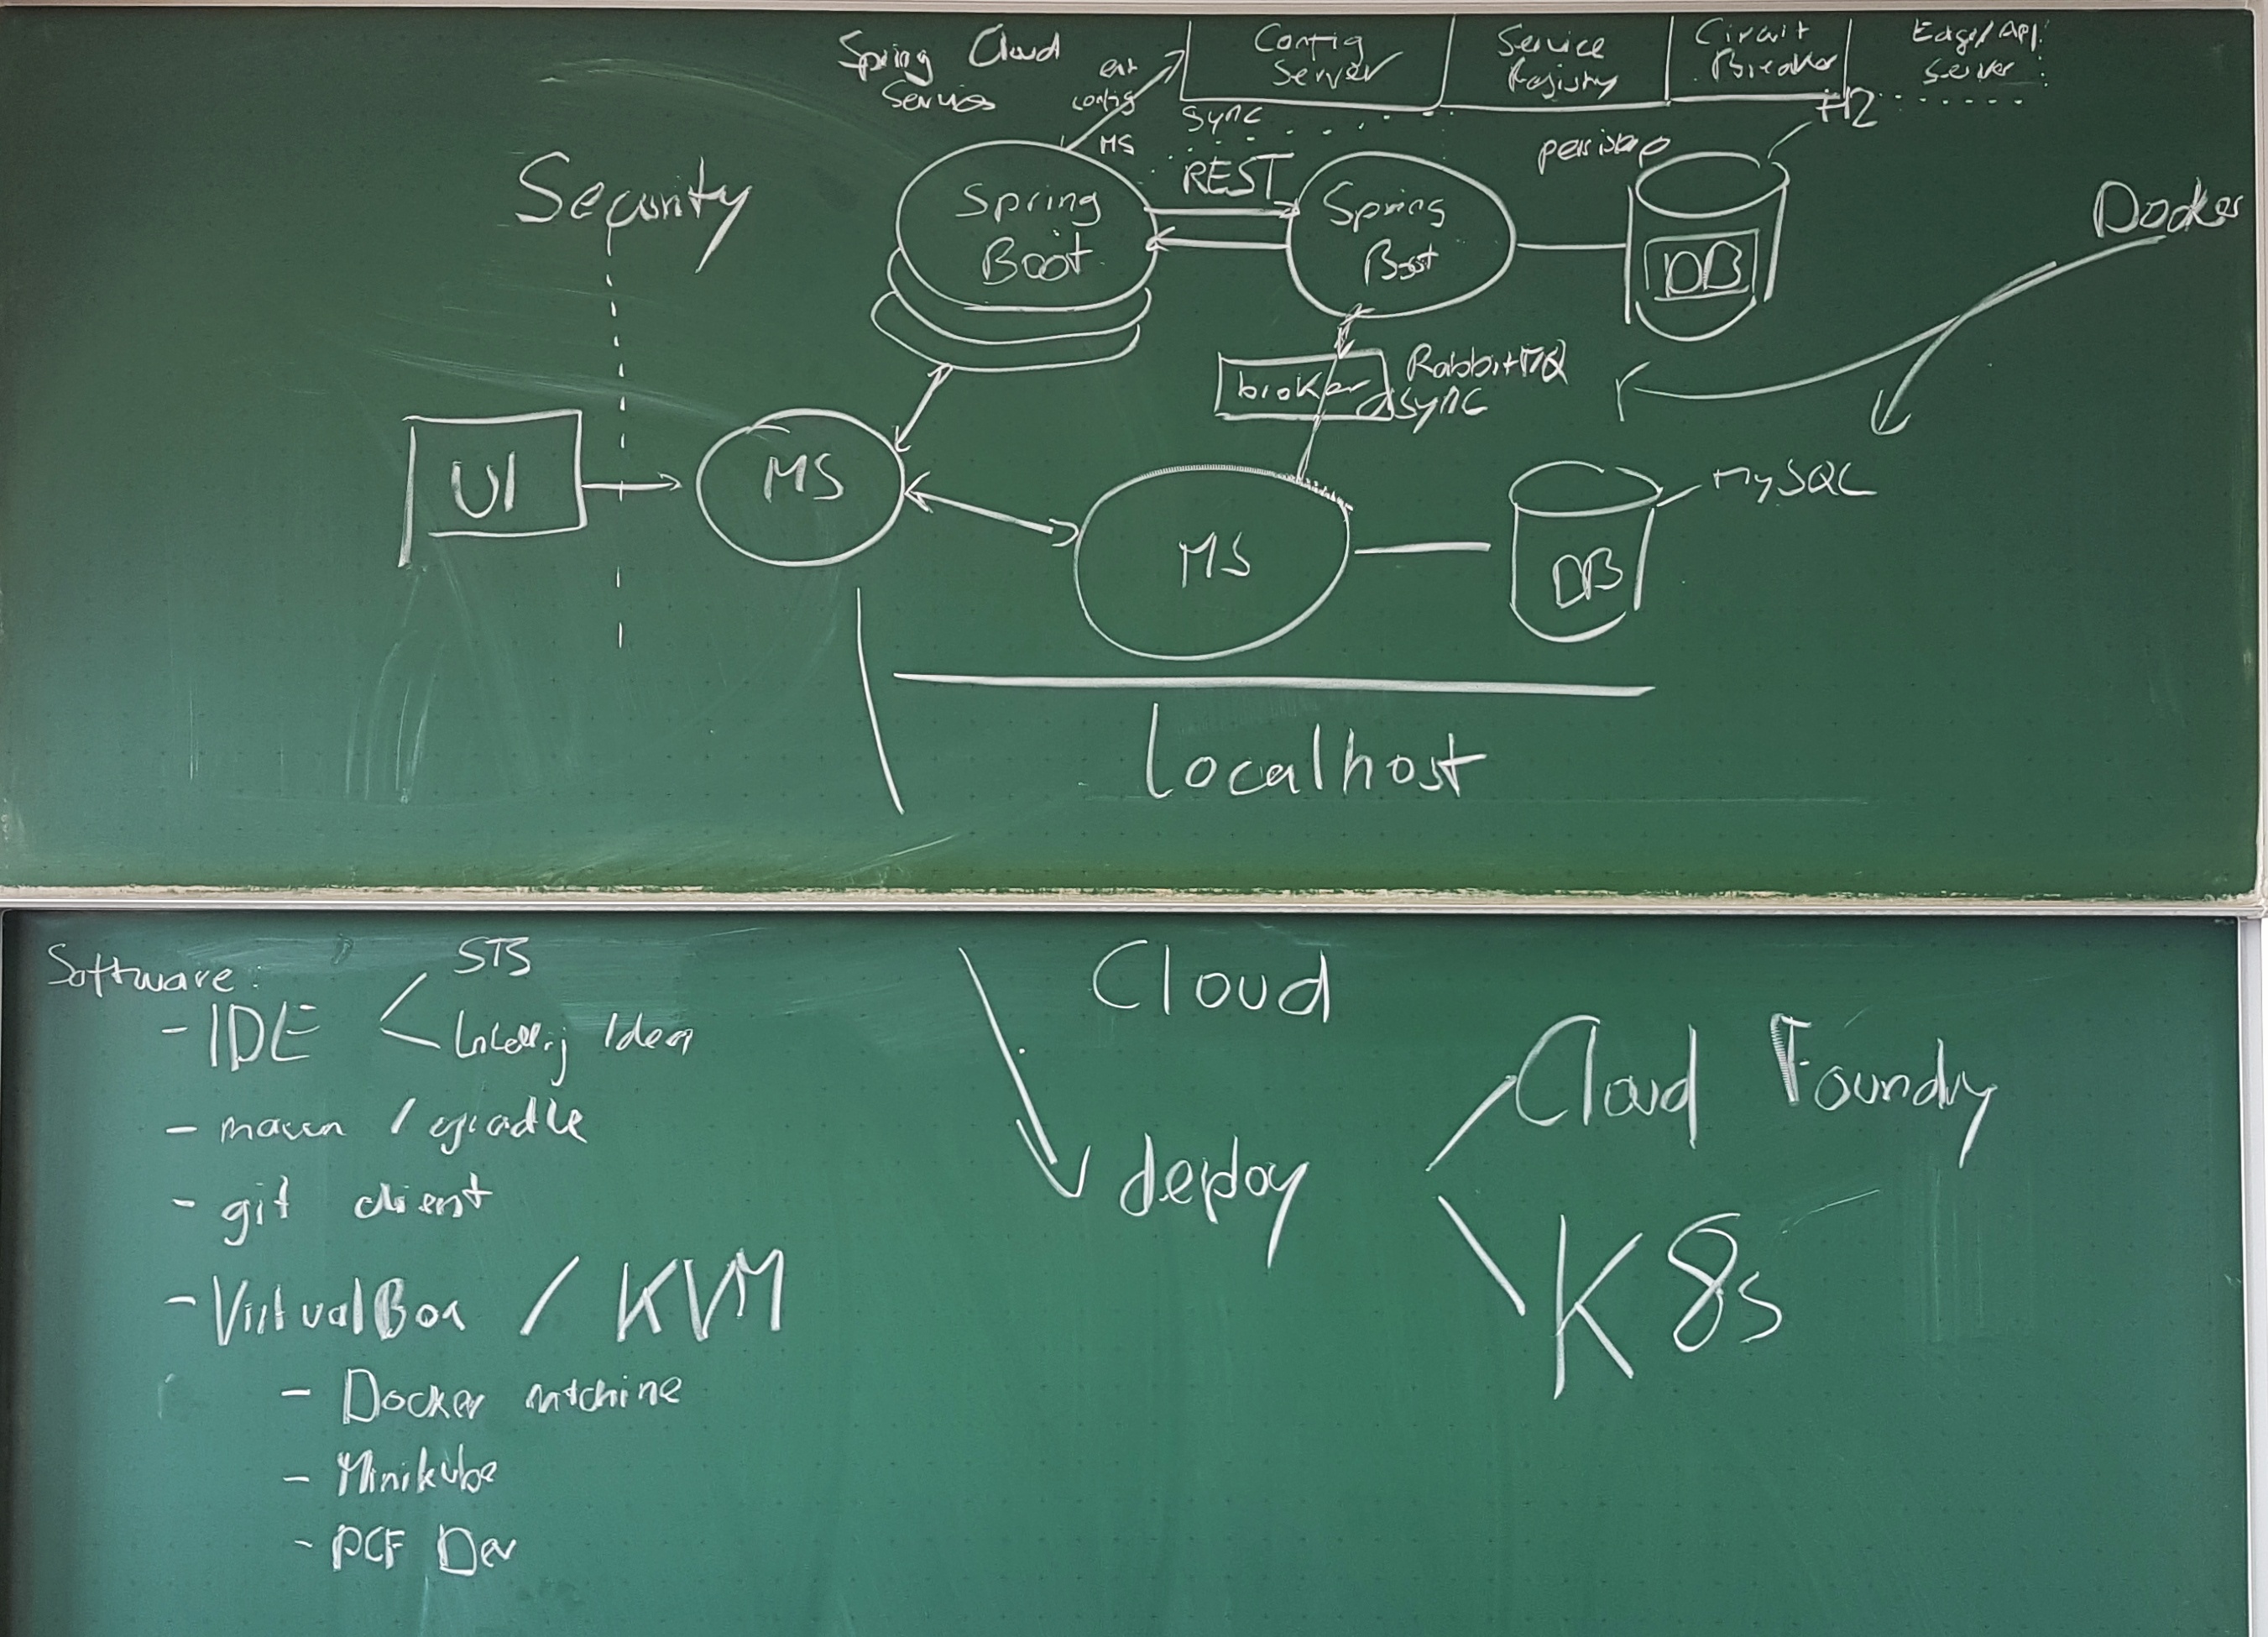 Spring Cloud
Services
ext
config
MS
Config
Server
Service
Registry
Circuit
Breaker
Edge/Api
Server
Sync
REST
H2
Security
Spring
Boot
Spring
Boot
DB
Docker
broker
RabbitMQ
async
UI
MS
MS
DB
MySQL
localhost
Software:
- IDE
STS
Intellij Idea
- maven / gradle
- git client
- VirtualBox / KVM
- Docker machine
- Minikube
- PCF Dev
Cloud
deploy
Cloud Foundry
K8s